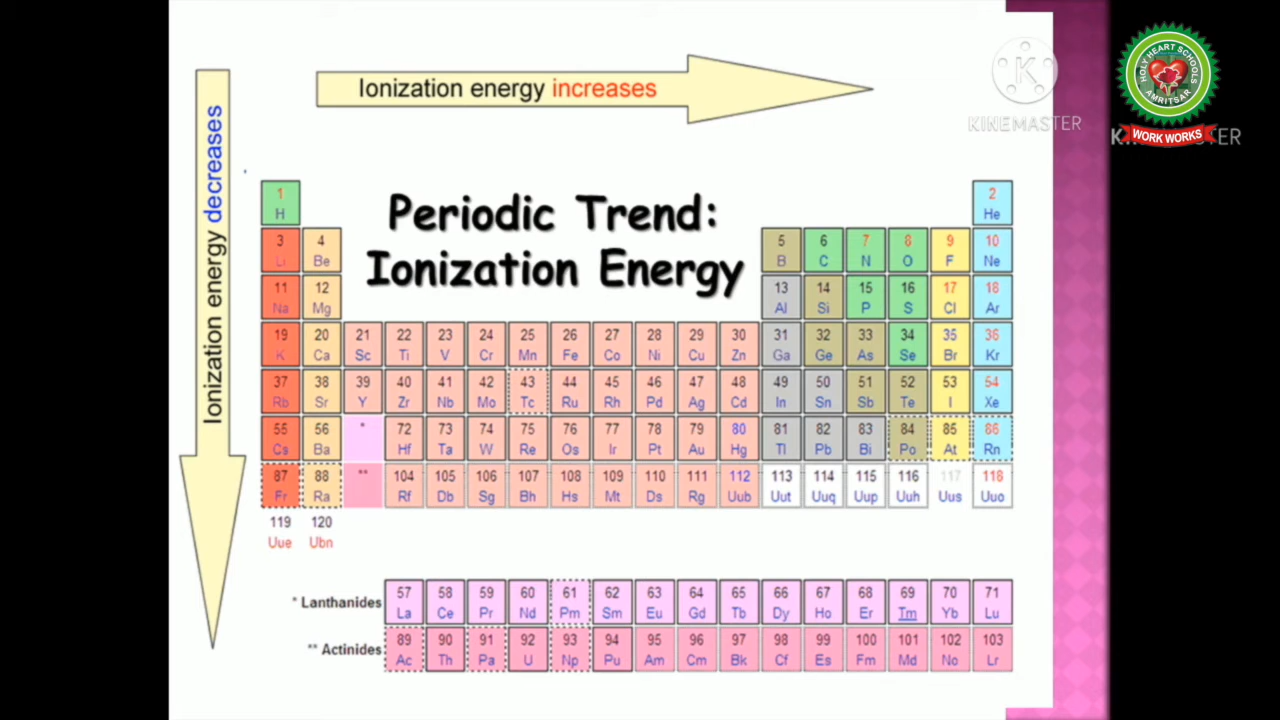 Ionization energy increases
KINEMASTER
HOLY HEART SCHOOLS
AMRITSAR
WORK WORKS
Ionization energy decreases
Periodic Trend:
Ionization Energy
1 2
H He
3 4 5 6 7 8 9 10
Li Be B C N O F Ne
11 12 13 14 15 16 17 18
Na Mg Al Si P S Cl Ar
19 20 21 22 23 24 25 26 27 28 29 30 31 32 33 34 35 36
K Ca Sc Ti V Cr Mn Fe Co Ni Cu Zn Ga Ge As Se Br Kr
37 38 39 40 41 42 43 44 45 46 47 48 49 50 51 52 53 54
Rb Sr Y Zr Nb Mo Tc Ru Rh Pd Ag Cd In Sn Sb Te I Xe
55 56 * 72 73 74 75 76 77 78 79 80 81 82 83 84 85 86
Cs Ba Hf Ta W Re Os Ir Pt Au Hg Tl Pb Bi Po At Rn
87 88 ** 104 105 106 107 108 109 110 111 112 113 114 115 116 117 118
Fr Ra Rf Db Sg Bh Hs Mt Ds Rg Uub Uut Uuq Uup Uuh Uus Uuo
119 120
Uue Ubn
57 58 59 60 61 62 63 64 65 66 67 68 69 70 71
* Lanthanides La Ce Pr Nd Pm Sm Eu Gd Tb Dy Ho Er Tm Yb Lu
89 90 91 92 93 94 95 96 97 98 99 100 101 102 103
** Actinides Ac Th Pa U Np Pu Am Cm Bk Cf Es Fm Md No Lr